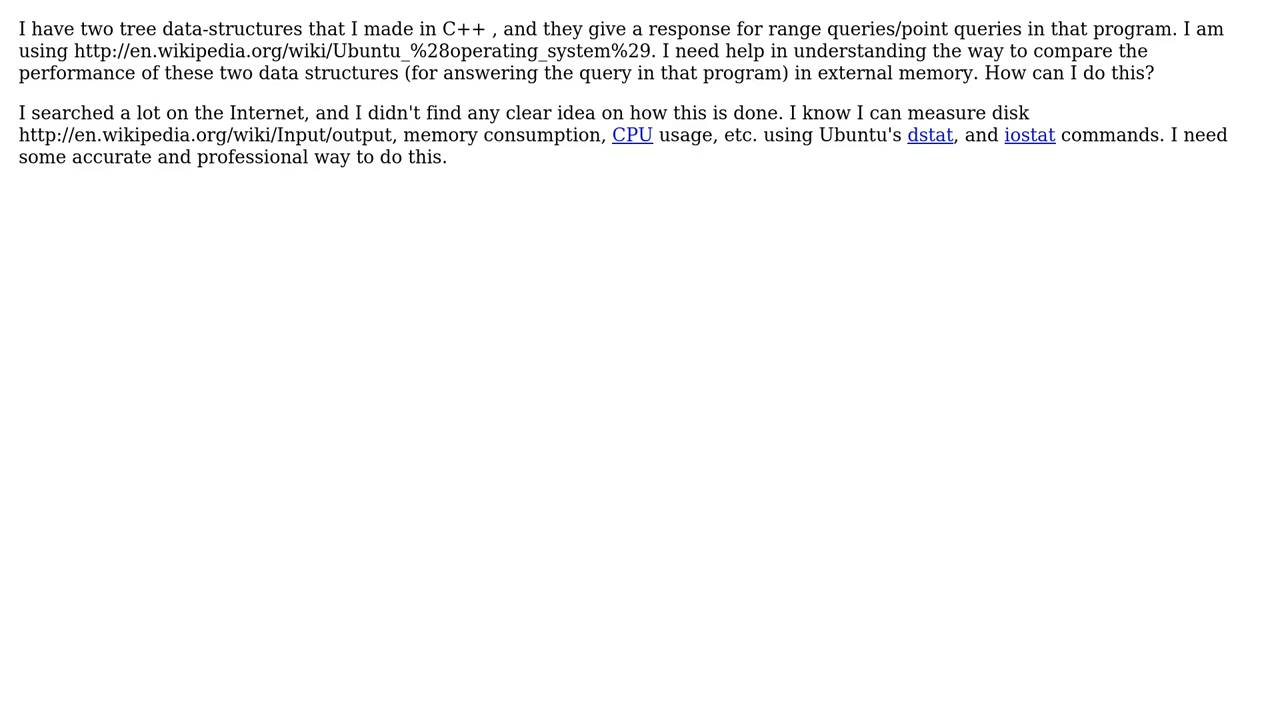 I have two tree data-structures that I made in C++ , and they give a response for range queries/point queries in that program. I am
using http://en.wikipedia.org/wiki/Ubuntu_%28operating_system%29. I need help in understanding the way to compare the
performance of these two data structures (for answering the query in that program) in external memory. How can I do this?
I searched a lot on the Internet, and I didn't find any clear idea on how this is done. I know I can measure disk
http://en.wikipedia.org/wiki/Input/output, memory consumption, CPU usage, etc. using Ubuntu's dstat, and iostat commands. I need
some accurate and professional way to do this.